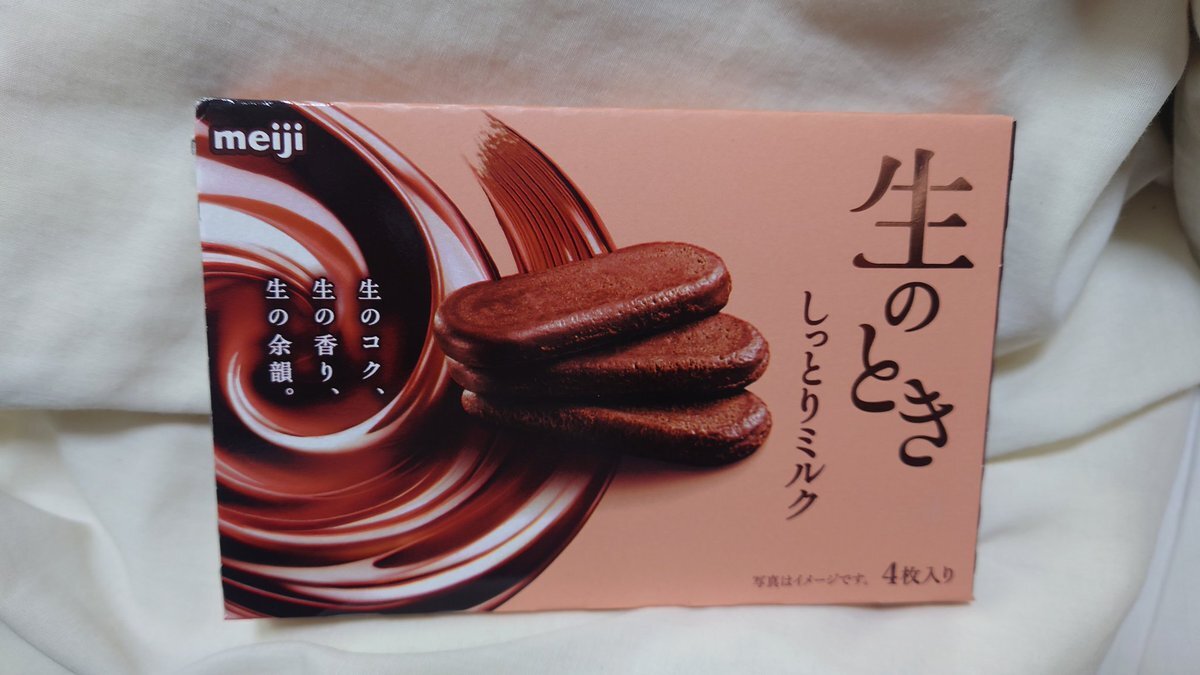 meiji
生のとき
しっとりミルク
生のコク、
生の香り、
生の余韻。
写真はイメージです。 4枚入り